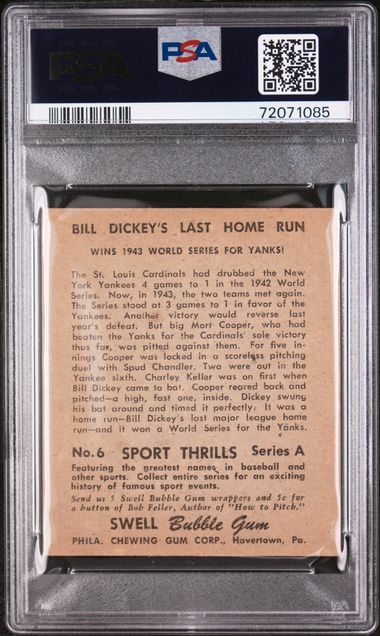 PSA
PSA
72071085
BILL DICKEY'S LAST HOME RUN
WINS 1943 WORLD SERIES FOR YANKS!
The St. Louis Cardinals had drubbed the New
York Yankees 4 games to 1 in the 1942 World
Series. Now, in 1943, the two teams met again.
The Series stood at 3 games to 1 in favor of the
Yankees. Another victory would reverse last
year's defeat. But big Mort Cooper, who had
beaten the Yanks for the Cardinals' sole victory
thus far, was pitted against them. For five in-
nings Cooper was locked in a scoreless pitching
duel with Spud Chandler. Two were out in the
Yankee sixth. Charley Keller was on first when
Bill Dickey came to bat. Cooper reared back and
pitched—a high, fast one, inside. Dickey swung
his bat around and timed it perfectly. It was a
home run—Bill Dickey's last major league home
run—and it won a World Series for the Yanks.
No. 6 SPORT THRILLS Series A
Featuring the greatest names in baseball and
other sports. Collect entire series for an exciting
history of famous sport events.
Send us 5 Swell Bubble Gum wrappers and 5c for
a button of Bob Feller, Author of "How to Pitch."
SWELL Bubble Gum
PHILA. CHEWING GUM CORP., Havertown, Pa.